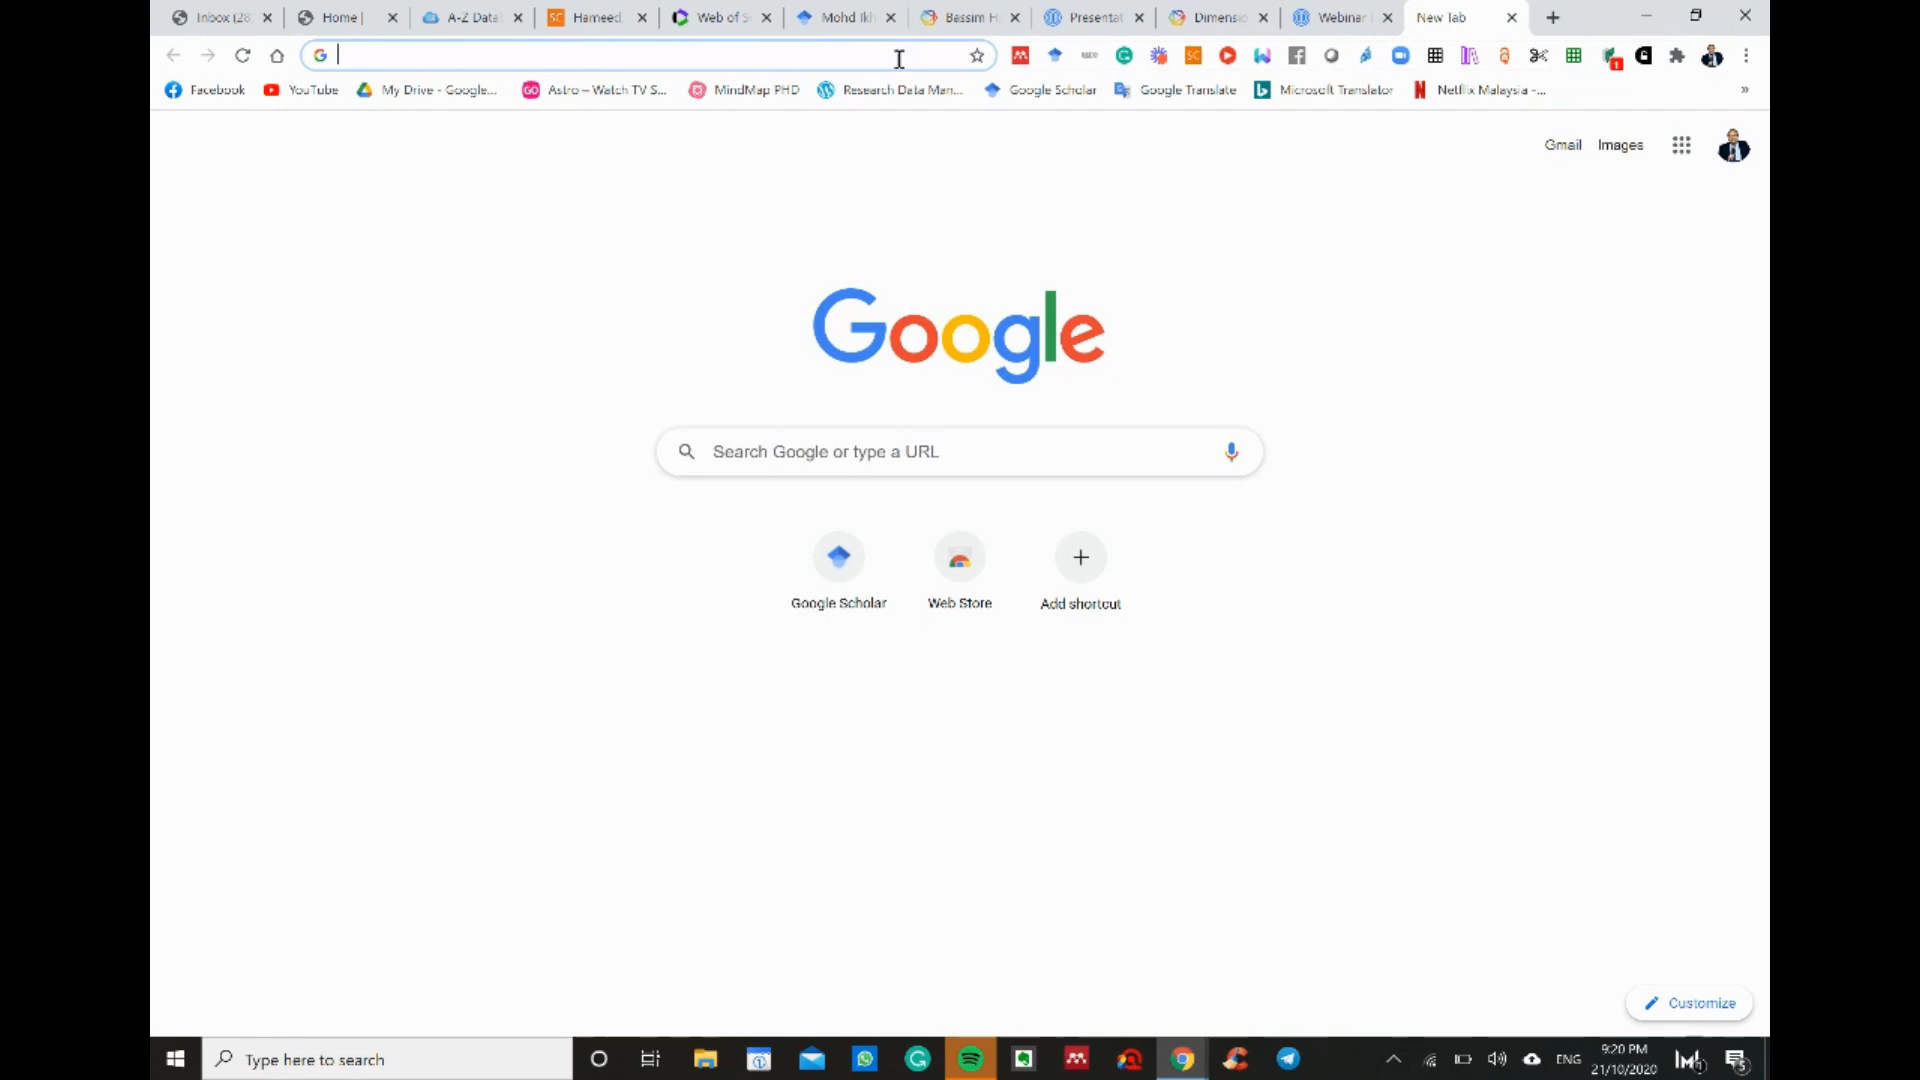 Inbox (28 Home | A-Z Data SC Hameed, Web of S Mohd Ikh Bassim H Presentat Dimensio Webinar New Tab
G
Facebook YouTube My Drive - Google... GO Astro – Watch TV S... MindMap PHD Research Data Man... Google Scholar Google Translate Microsoft Translator Netflix Malaysia -... »
Gmail Images
Google
Search Google or type a URL
Google Scholar Web Store Add shortcut
Customize
Type here to search
ENG
9:20 PM
21/10/2020